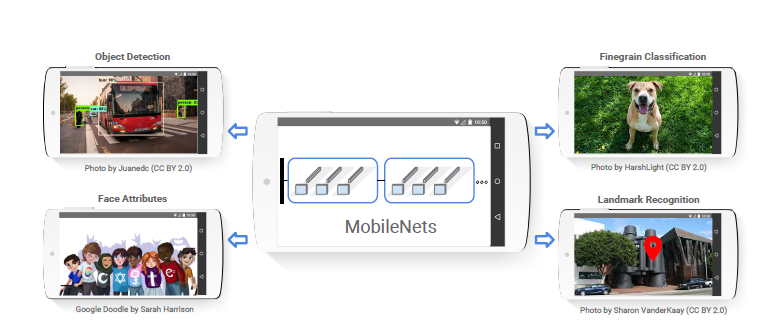 Object Detection
Finegrain Classification
Photo by Juanedc (CC BY 2.0)
Photo by HarshLight (CC BY 2.0)
10:50
MobileNets
Face Attributes
Landmark Recognition
Google Doodle by Sarah Harrison
Photo by Sharon VanderKaay (CC BY 2.0)